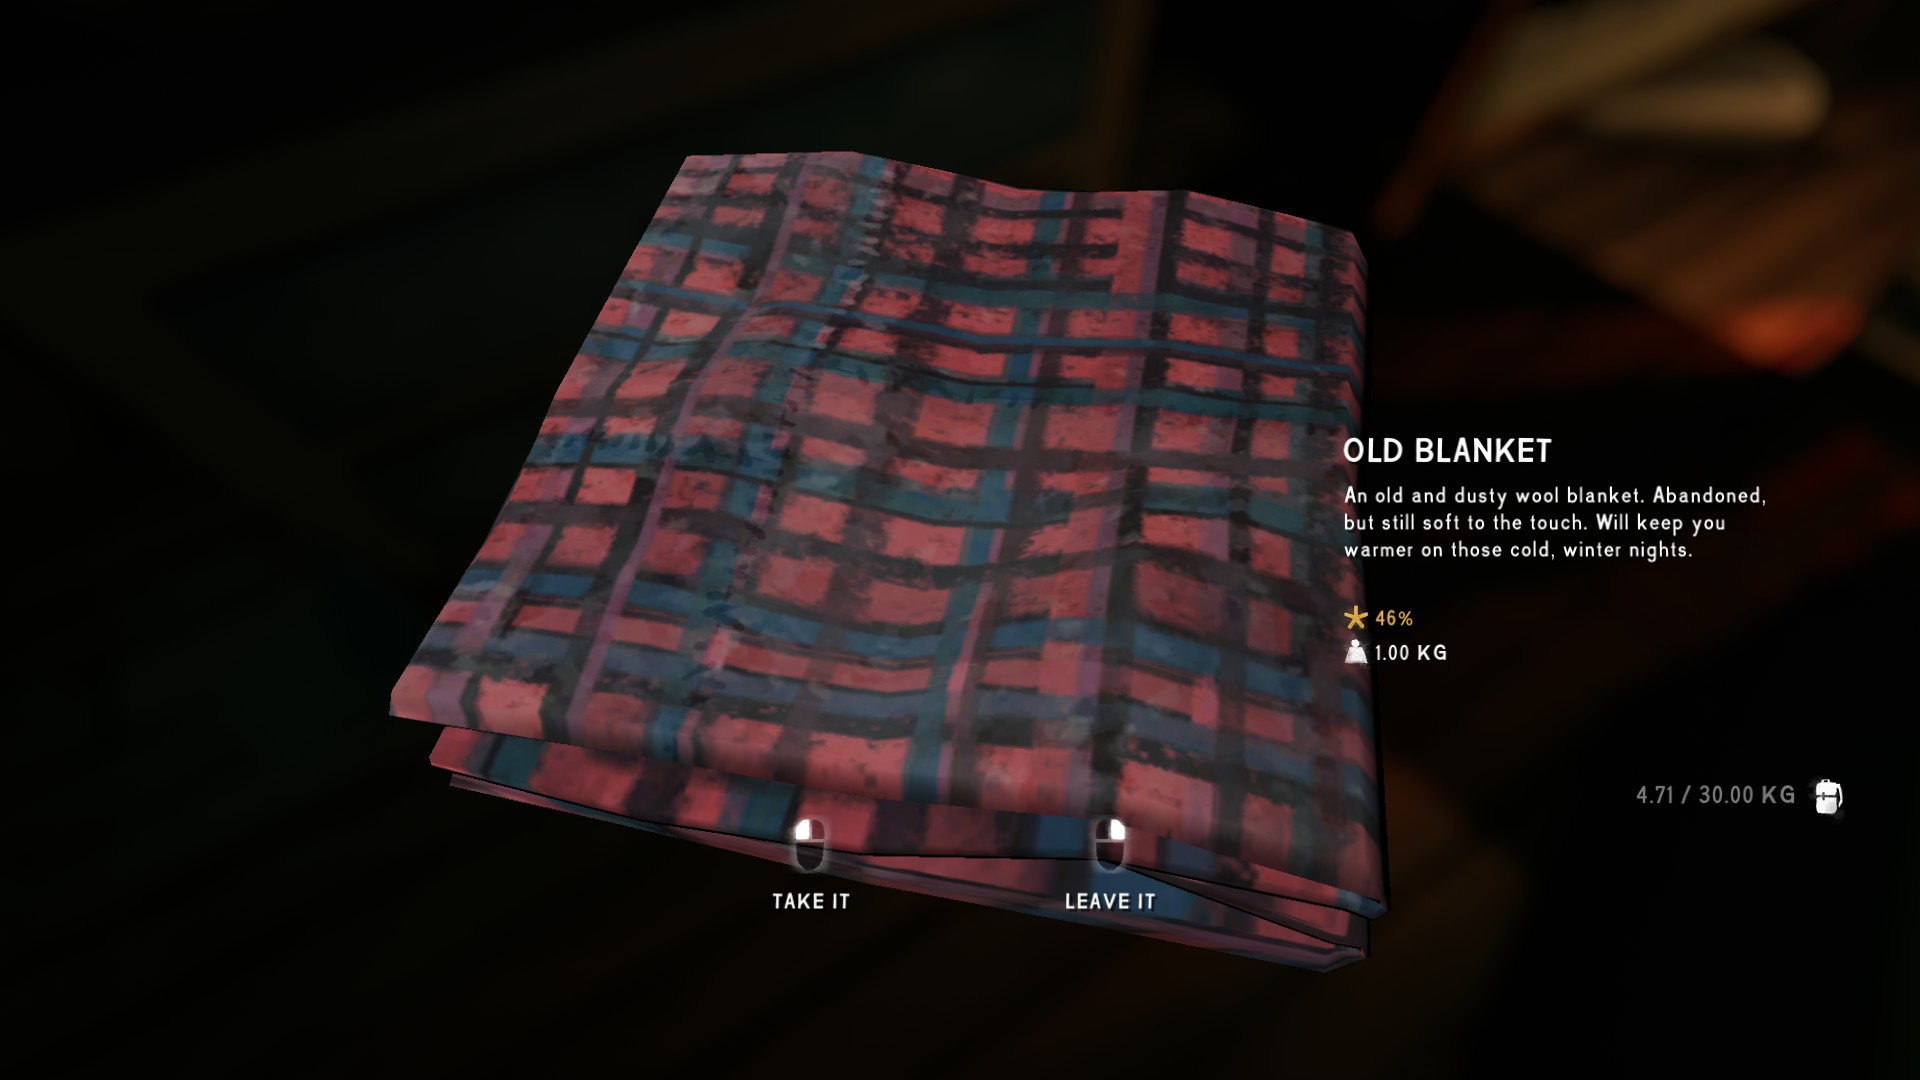 OLD BLANKET
An old and dusty wool blanket. Abandoned,
but still soft to the touch. Will keep you
warmer on those cold, winter nights.
46%
1.00 KG
4.71 / 30.00 KG
TAKE IT
LEAVE IT